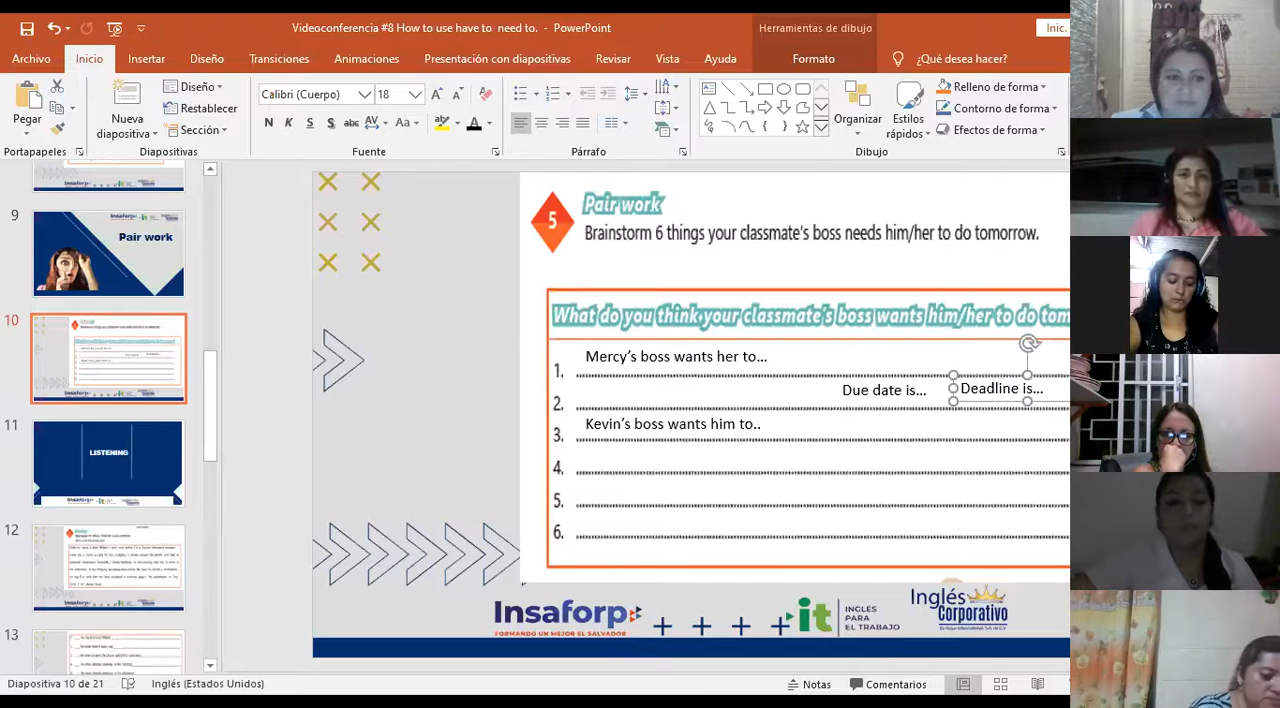 Videoconferencia #8 How to use have to need to. - PowerPoint
Herramientas de dibujo
Inic.
Archivo Inicio Insertar Diseño Transiciones Animaciones Presentación con diapositivas Revisar Vista Ayuda Formato ¿Qué desea hacer?
Pegar
Nueva diapositiva
Diseño
Restablecer
Sección
Calibri (Cuerpo) 18
N K S S abc AV Aa A
Organizar
Estilos rápidos
Relleno de forma
Contorno de forma
Efectos de forma
Portapapeles Diapositivas Fuente Párrafo Dibujo
9
Pair work
10
11
LISTENING
12
13
5
Pair work
Brainstorm 6 things your classmate's boss needs him/her to do tomorrow.
What do you think your classmate's boss wants him/her to do tom
1. Mercy's boss wants her to...
Due date is... Deadline is...
2.
3. Kevin's boss wants him to..
4.
5.
6.
Insaforp
FORMANDO UN MEJOR EL SALVADOR
it
INGLÉS PARA EL TRABAJO
Inglés Corporativo
Diapositiva 10 de 21 Inglés (Estados Unidos) Notas Comentarios